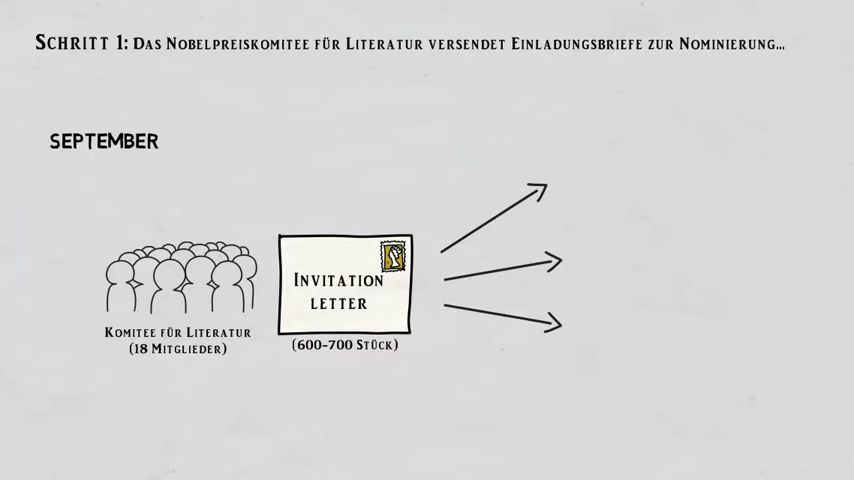 Schritt 1: Das Nobelpreiskomitee für Literatur versendet Einladungsbriefe zur Nominierung...
SEPTEMBER
Invitation
letter
Komitee für Literatur
(18 Mitglieder)
(600-700 Stück)